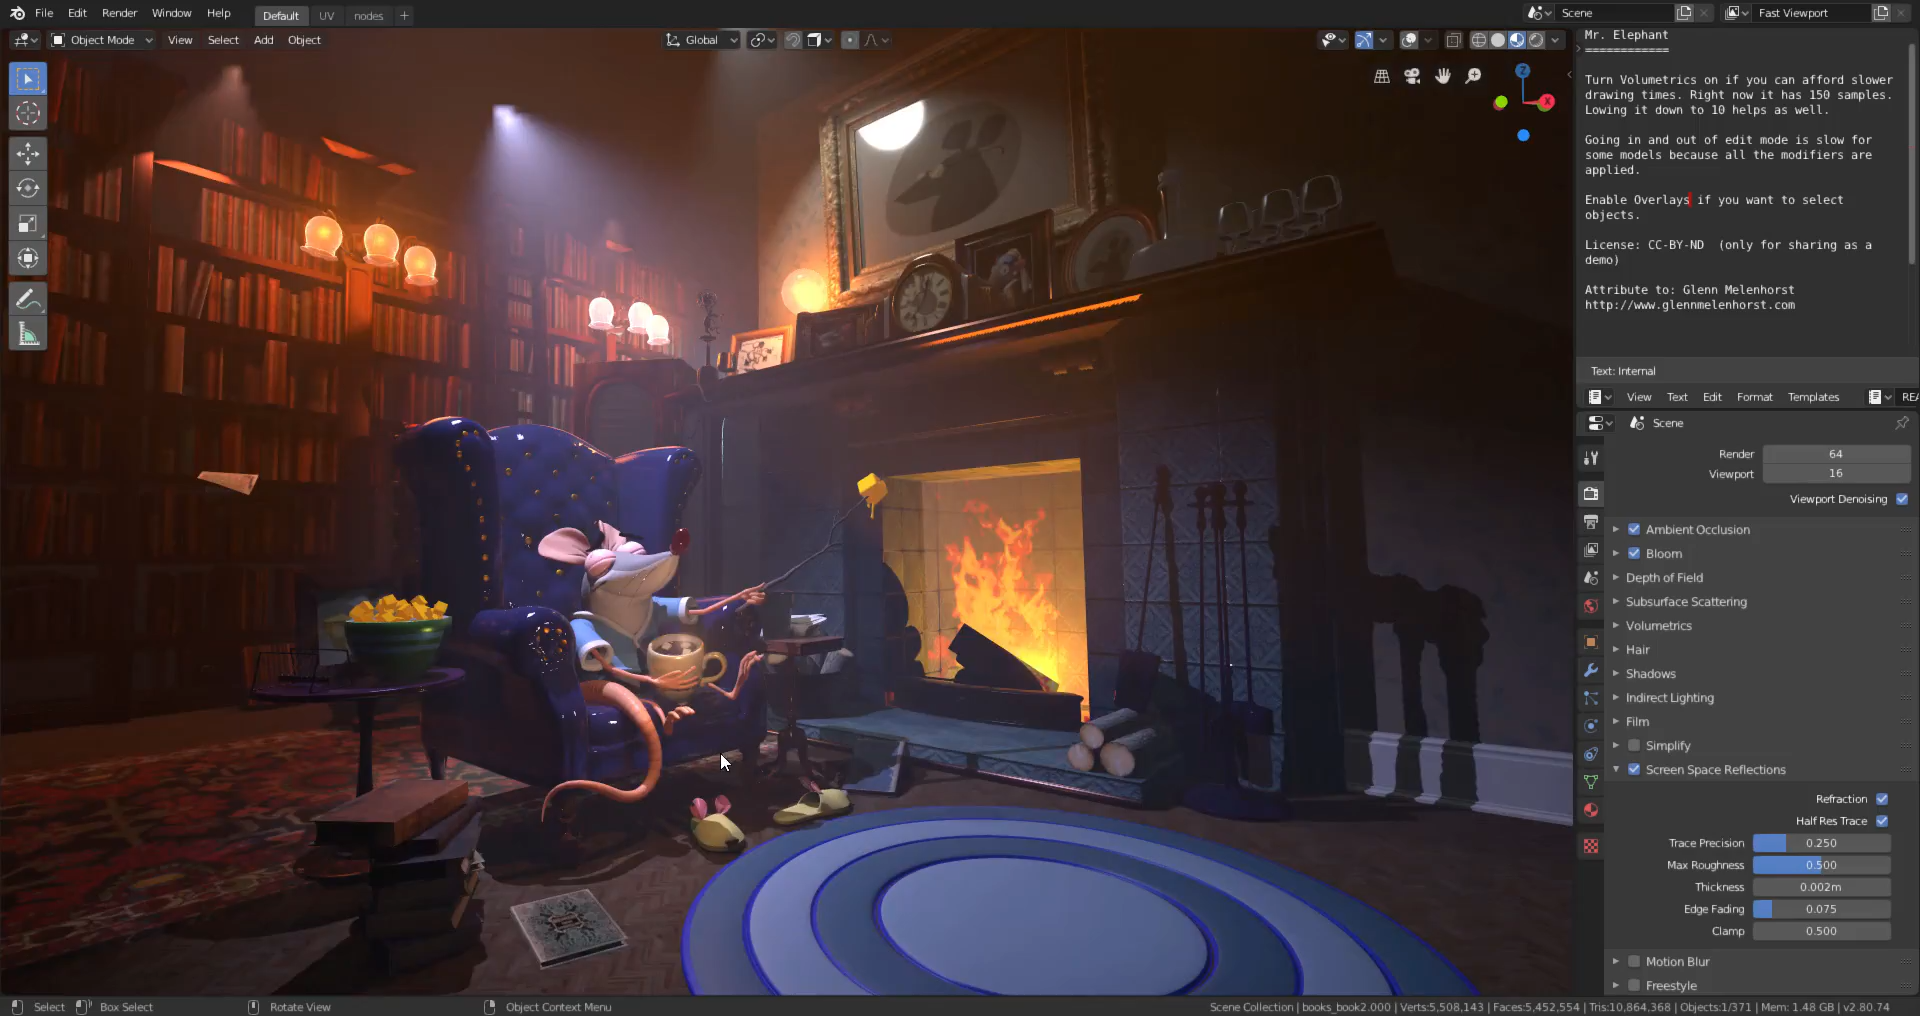 File Edit Render Window Help Default UV nodes + Scene Fast Viewport
Object Mode View Select Add Object Global
Z
X
Mr. Elephant
============
Turn Volumetrics on if you can afford slower
drawing times. Right now it has 150 samples.
Lowing it down to 10 helps as well.
Going in and out of edit mode is slow for
some models because all the modifiers are
applied.
Enable Overlays if you want to select
objects.
License: CC-BY-ND (only for sharing as a
demo)
Attribute to: Glenn Melenhorst
http://www.glennmelenhorst.com
Text: Internal
View Text Edit Format Templates REA
Scene
Render 64
Viewport 16
Viewport Denoising
Ambient Occlusion
Bloom
Depth of Field
Subsurface Scattering
Volumetrics
Hair
Shadows
Indirect Lighting
Film
Simplify
Screen Space Reflections
Refraction
Half Res Trace
Trace Precision 0.250
Max Roughness 0.500
Thickness 0.002m
Edge Fading 0.075
Clamp 0.500
Motion Blur
Freestyle
Select Box Select Rotate View Object Context Menu Scene Collection | books_book2.000 | Verts:5,508,143 | Faces:5,452,554 | Tris:10,864,368 | Objects:1/371 | Mem: 1.48 GB | v2.80.74